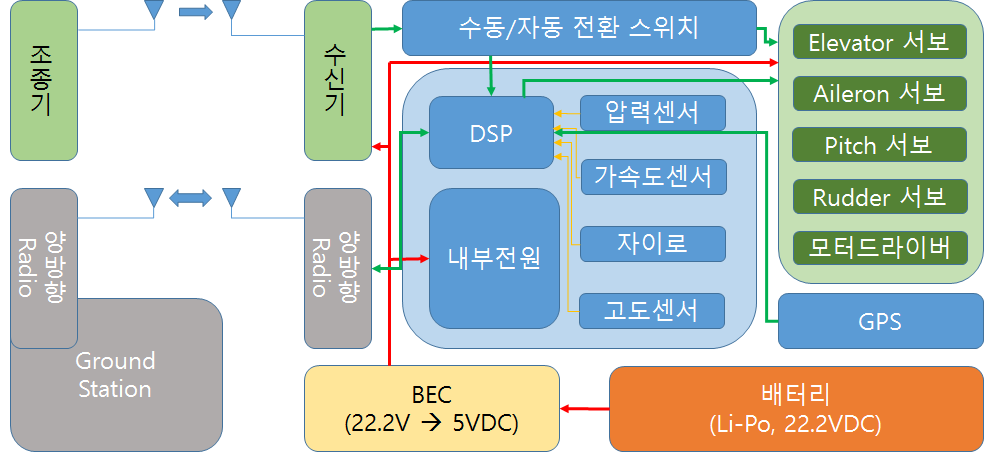 조종기
수신기
수동/자동 전환 스위치
Elevator 서보
Aileron 서보
Pitch 서보
Rudder 서보
모터드라이버
DSP
압력센서
가속도센서
자이로
고도센서
내부전원
양방향
Radio
양방향
Radio
GPS
Ground
Station
BEC
(22.2V → 5VDC)
배터리
(Li-Po, 22.2VDC)